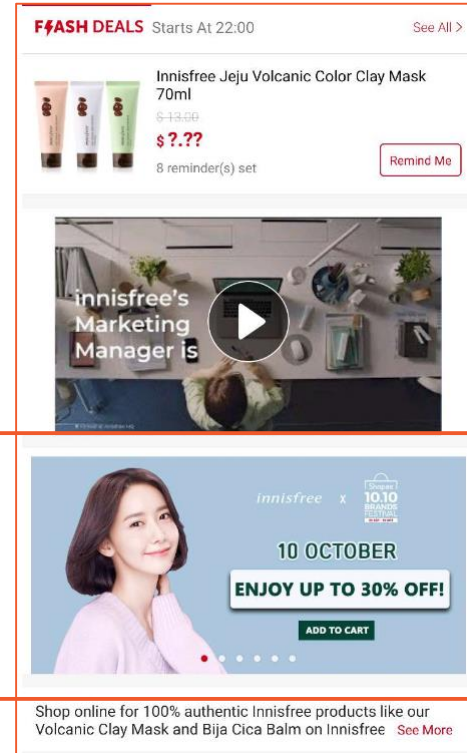 FLASH DEALS Starts At 22:00 See All >
Innisfree Jeju Volcanic Color Clay Mask
70ml
$ 13.00
$ ?.??
8 reminder(s) set
Remind Me
innisfree's
Marketing
Manager is
innisfree x Shopee
10.10
BRANDS
FESTIVAL
10 OCTOBER
ENJOY UP TO 30% OFF!
ADD TO CART
Shop online for 100% authentic Innisfree products like our
Volcanic Clay Mask and Bija Cica Balm on Innisfree See More